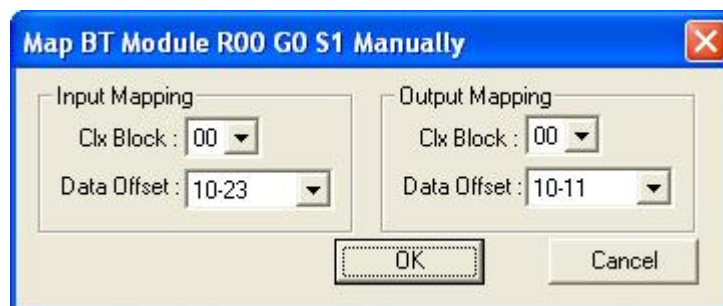 Map BT Module R00 G0 S1 Manually
Input Mapping
Clx Block : 00
Data Offset : 10-23
Output Mapping
Clx Block : 00
Data Offset : 10-11
OK
Cancel